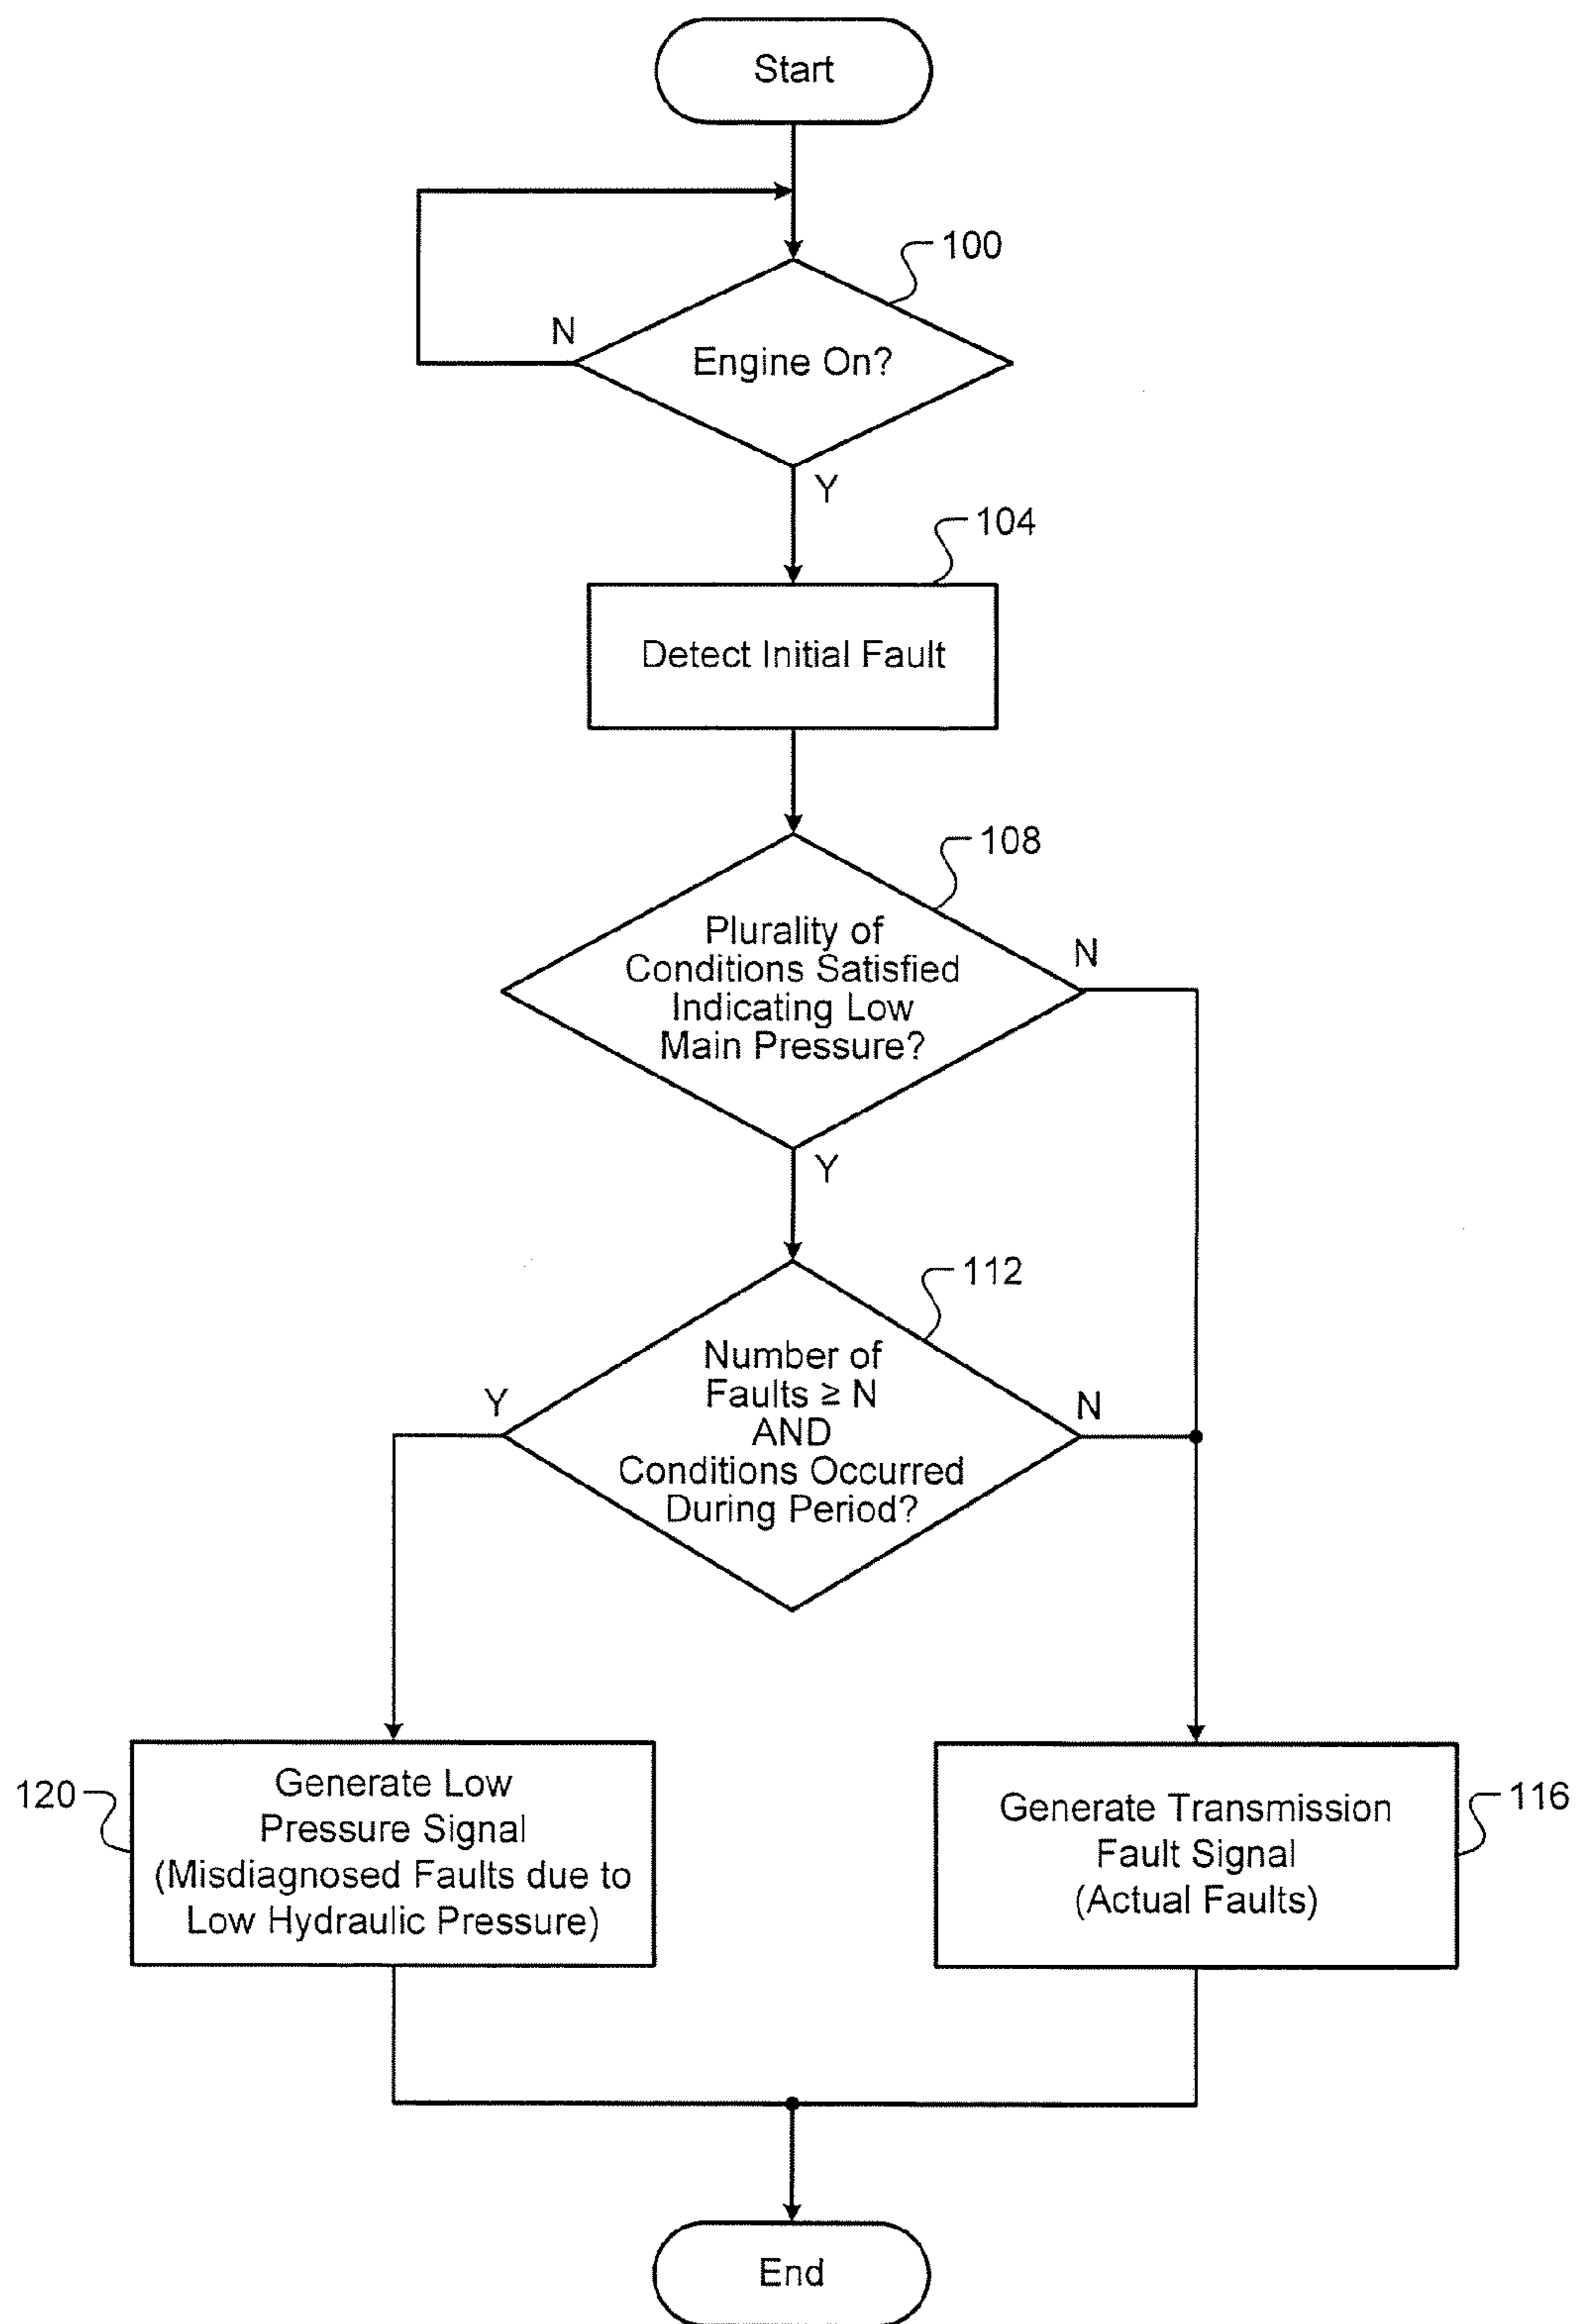 Start
100
N
Engine On?
Y
104
Detect Initial Fault
108
Plurality of
Conditions Satisfied
Indicating Low
Main Pressure?
N
Y
112
Number of
Faults ≥ N
AND
Conditions Occurred
During Period?
Y
N
120
Generate Low
Pressure Signal
(Misdiagnosed Faults due to
Low Hydraulic Pressure)
Generate Transmission
Fault Signal
(Actual Faults)
116
End